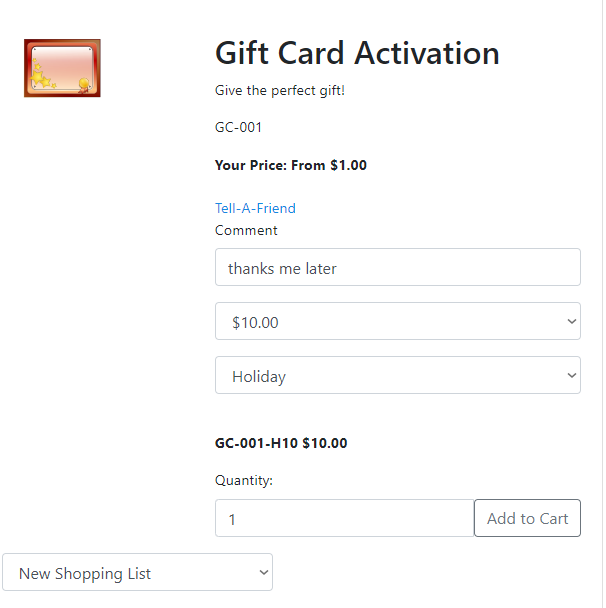 Gift Card Activation
Give the perfect gift!
GC-001
Your Price: From $1.00
Tell-A-Friend
Comment
thanks me later
$10.00
Holiday
GC-001-H10 $10.00
Quantity:
1 Add to Cart
New Shopping List